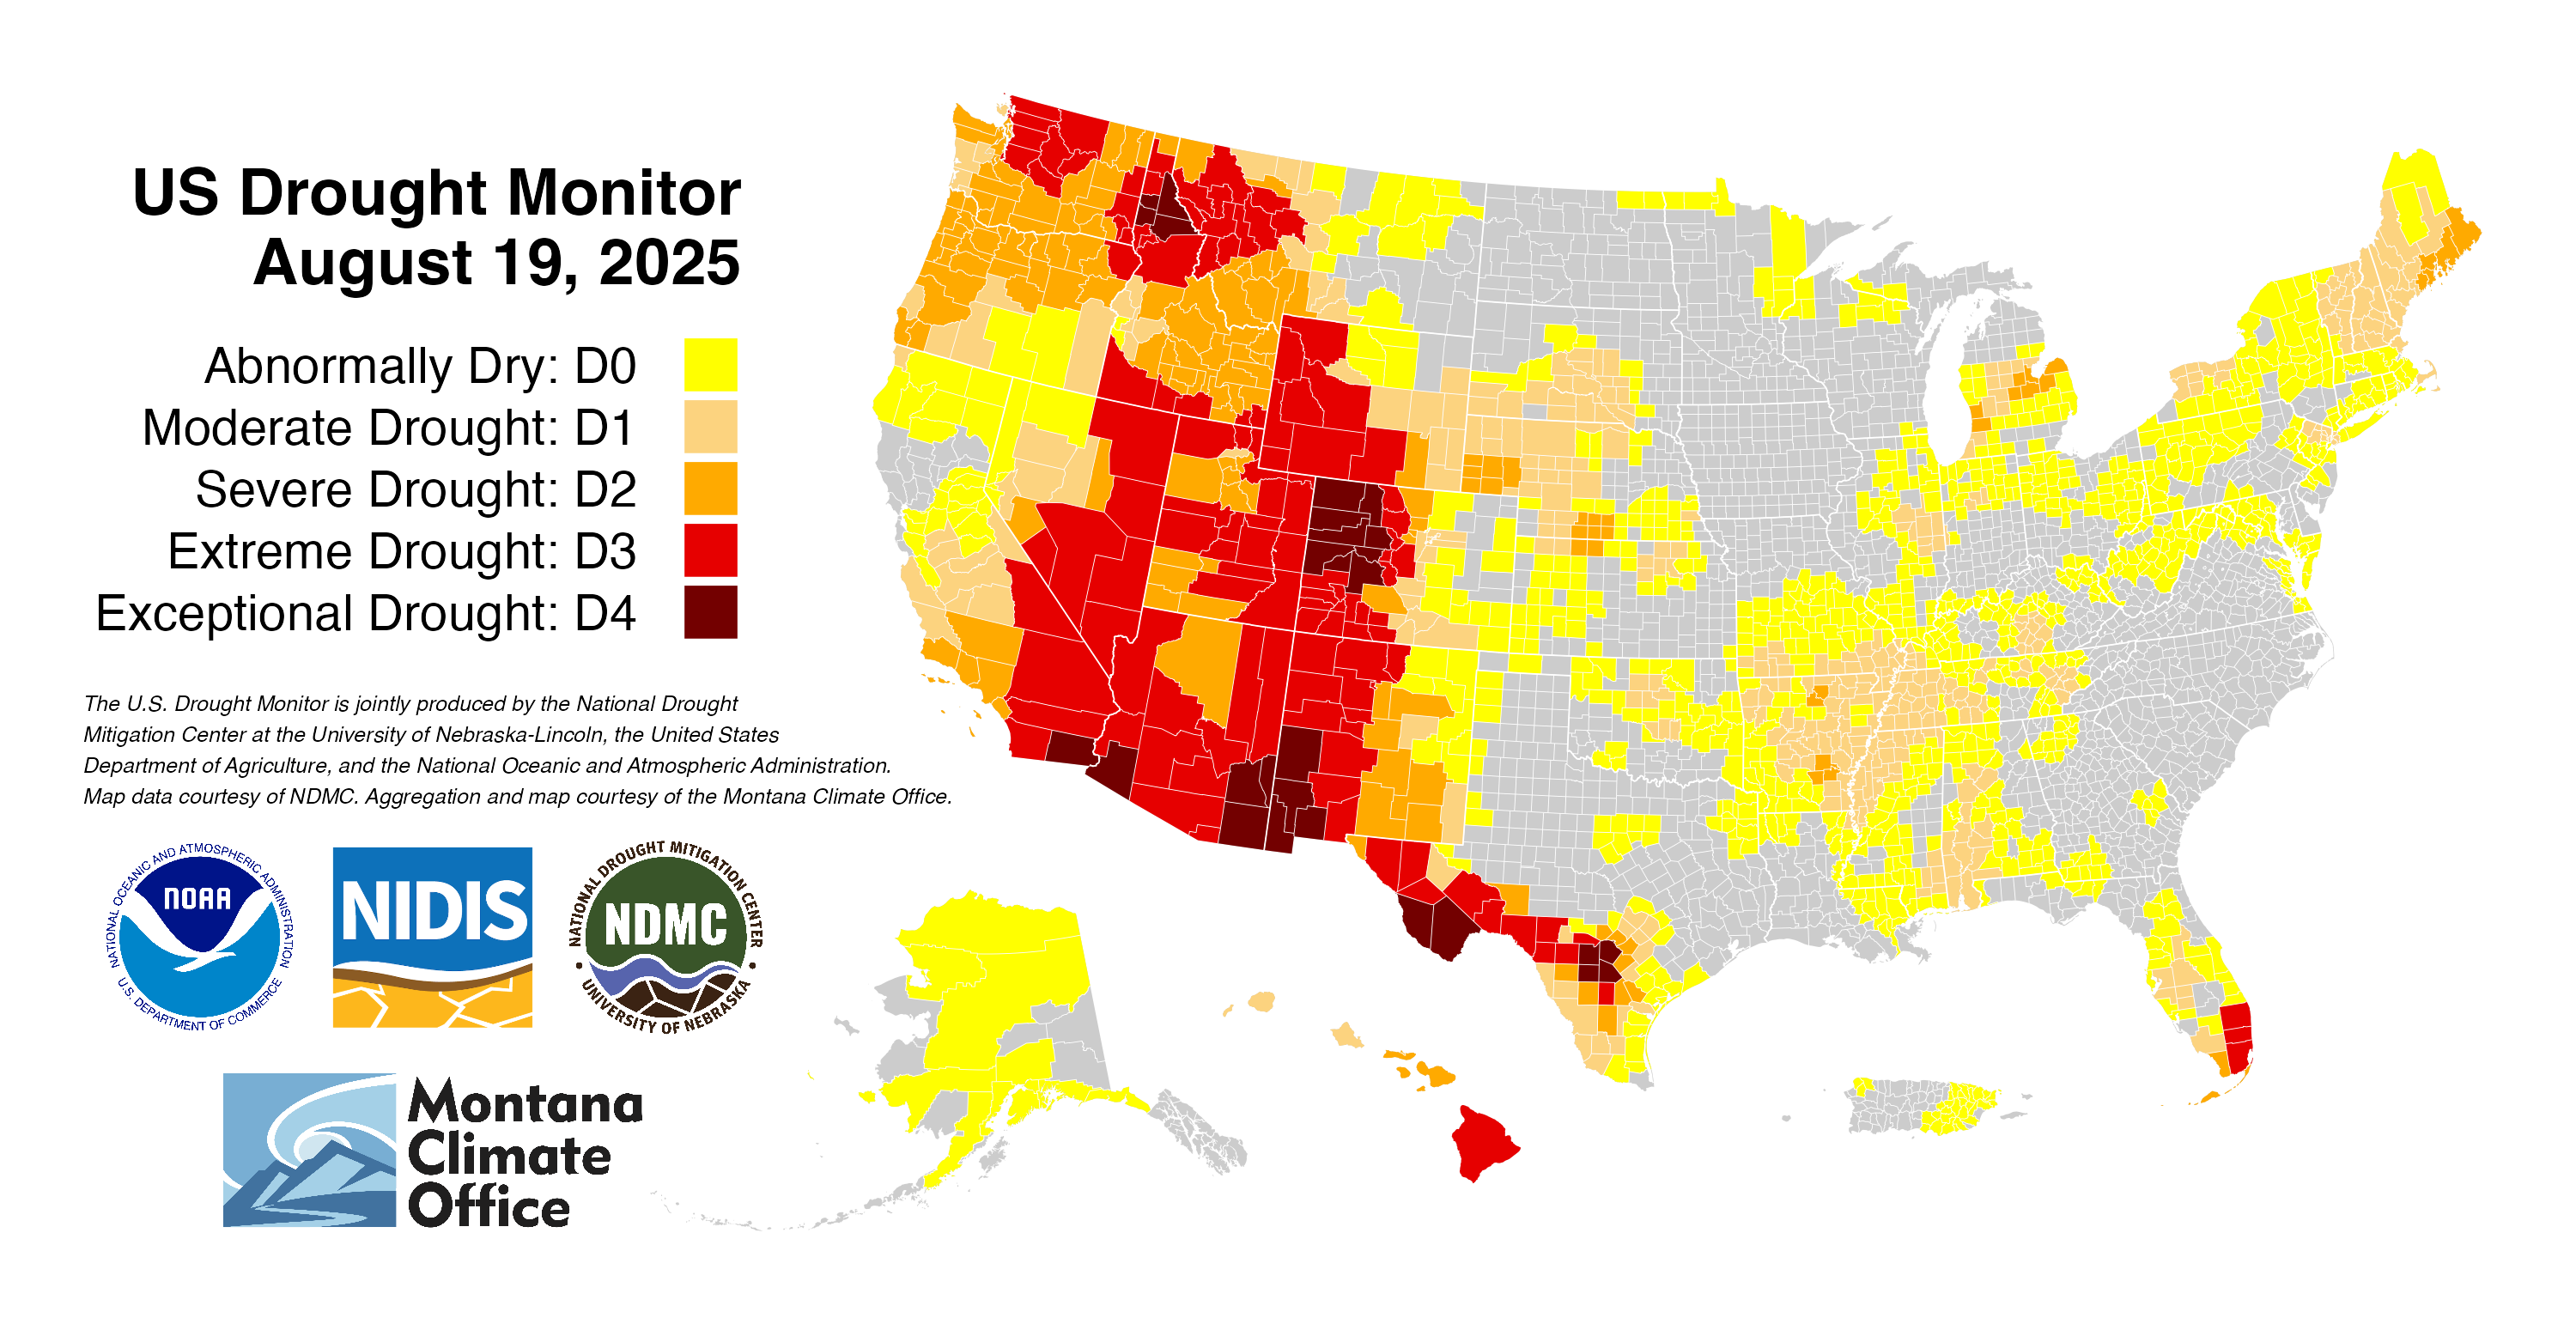 US Drought Monitor
August 19, 2025
Abnormally Dry: D0
Moderate Drought: D1
Severe Drought: D2
Extreme Drought: D3
Exceptional Drought: D4
The U.S. Drought Monitor is jointly produced by the National Drought
Mitigation Center at the University of Nebraska-Lincoln, the United States
Department of Agriculture, and the National Oceanic and Atmospheric Administration.
Map data courtesy of NDMC. Aggregation and map courtesy of the Montana Climate Office.
NATIONAL OCEANIC AND ATMOSPHERIC ADMINISTRATION
NOAA
U.S. DEPARTMENT OF COMMERCE
NIDIS
NATIONAL DROUGHT MITIGATION CENTER
NDMC
UNIVERSITY OF NEBRASKA
Montana
Climate
Office